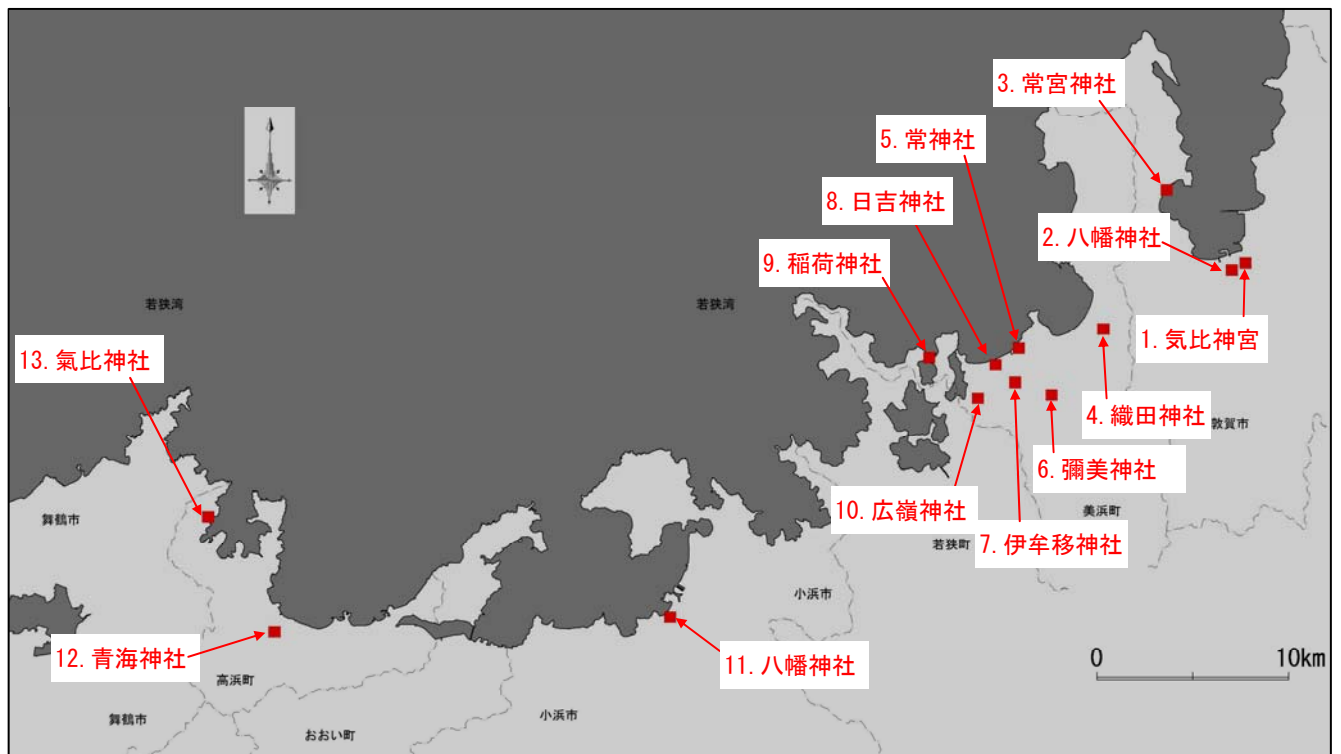 3. 常宮神社
5. 常神社
8. 日吉神社
2. 八幡神社
9. 稲荷神社
若狭湾
若狭湾
1. 気比神宮
13. 氣比神社
4. 織田神社
敦賀市
6. 彌美神社
10. 広嶺神社
美浜町
舞鶴市
7. 伊牟移神社
若狭町
小浜市
12. 青海神社
11. 八幡神社
0 10km
高浜町
舞鶴市
小浜市
おおい町